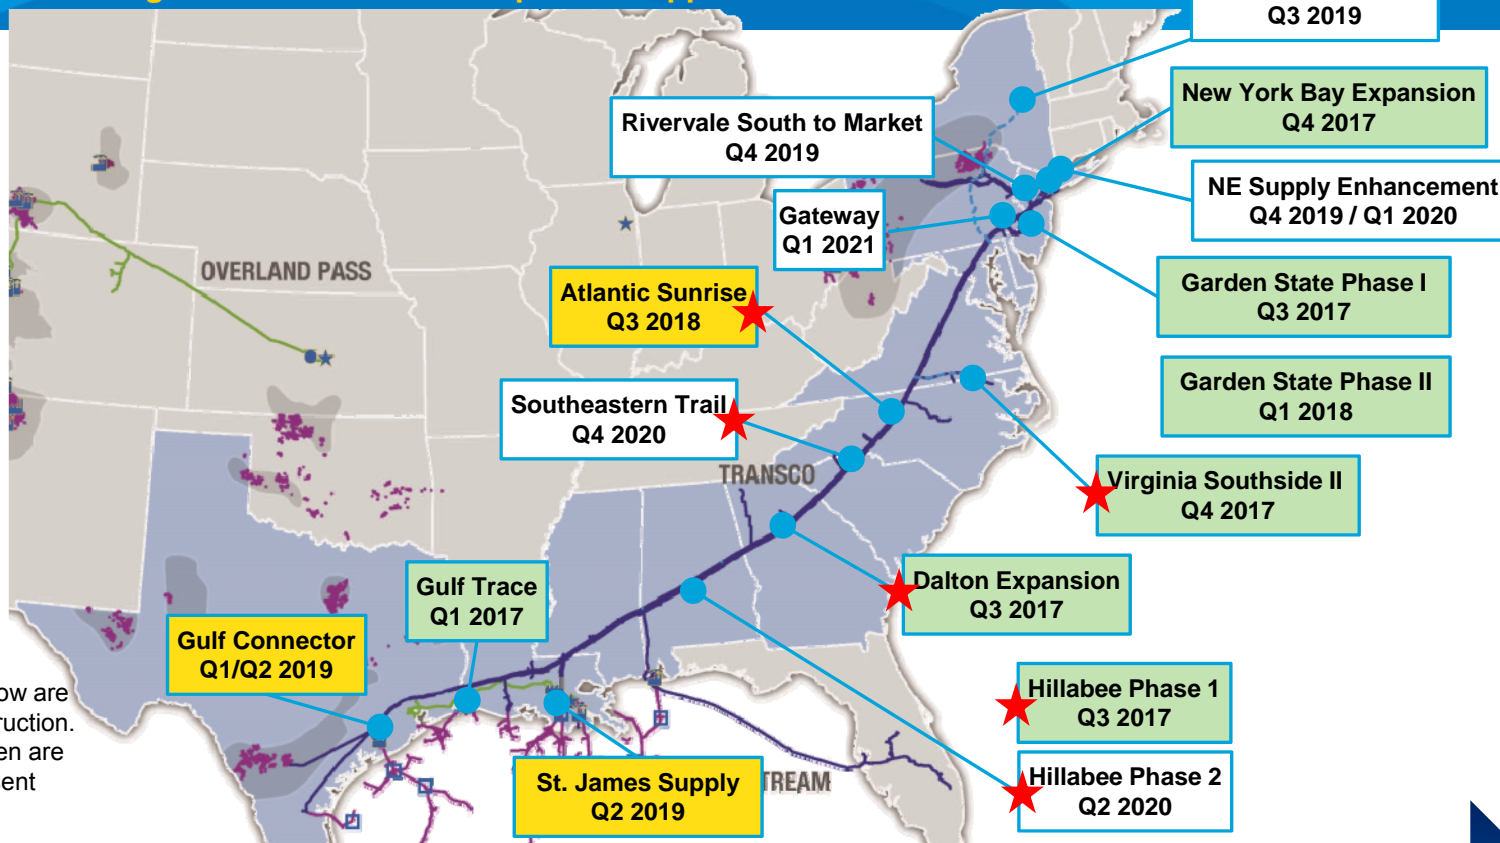 Q3 2019
New York Bay Expansion
Q4 2017
Rivervale South to Market
Q4 2019
NE Supply Enhancement
Q4 2019 / Q1 2020
Gateway
Q1 2021
OVERLAND PASS
Garden State Phase I
Q3 2017
Atlantic Sunrise
Q3 2018
Garden State Phase II
Q1 2018
Southeastern Trail
Q4 2020
TRANSCO
Virginia Southside II
Q4 2017
Gulf Trace
Q1 2017
Dalton Expansion
Q3 2017
Gulf Connector
Q1/Q2 2019
Hillabee Phase 1
Q3 2017
ow are
ruction.
en are
ent
St. James Supply
Q2 2019
TREAM
Hillabee Phase 2
Q2 2020